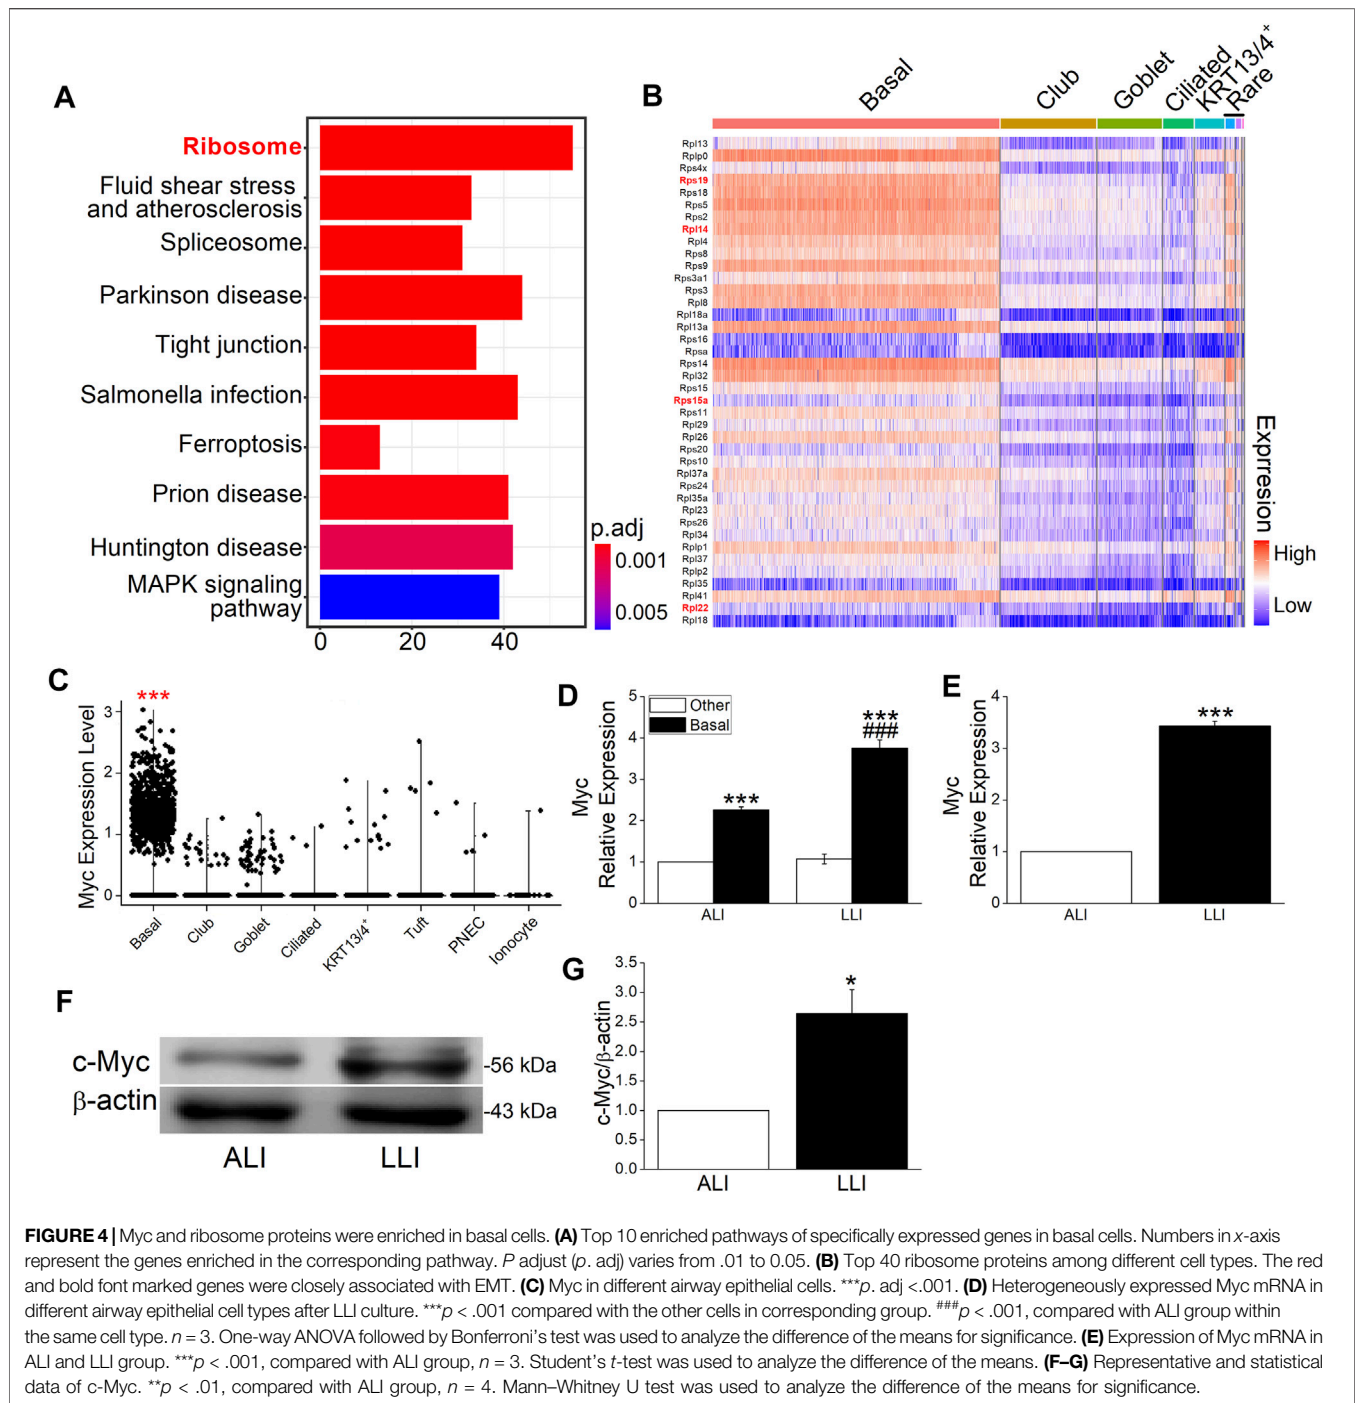 A
Ribosome
Fluid shear stress
and atherosclerosis
Spliceosome
Parkinson disease
Tight junction
Salmonella infection
Ferroptosis
Prion disease
Huntington disease
MAPK signaling
pathway
0 20 40
p.adj
0.001
0.005
B
Basal Club Goblet Ciliated KRT13/4+ Rare
Rpl13
Rplp0
Rps4x
Rps19
Rps18
Rps5
Rps2
Rpl14
Rpl4
Rps8
Rps9
Rps3a1
Rps3
Rpl8
Rpl18a
Rpl13a
Rps16
Rpsa
Rps14
Rpl32
Rps15
Rps15a
Rps11
Rpl29
Rpl26
Rps20
Rps10
Rpl37a
Rps24
Rpl35a
Rpl23
Rps26
Rpl34
Rplp1
Rpl37
Rplp2
Rpl35
Rpl41
Rpl22
Rpl18
Exprresion
High
Low
C
Myc Expression Level
***
3
2
1
0
Basal Club Goblet Ciliated KRT13/4+ Tuft PNEC Ionocyte
D
Myc
Relative Expression
5
4
3
2
1
0
Other
Basal
***
***
###
ALI LLI
E
Myc
Relative Expression
4
3
2
1
0
***
ALI LLI
F
c-Myc -56 kDa
β-actin -43 kDa
ALI LLI
G
c-Myc/β-actin
3.5
3.0
2.5
2.0
1.5
1.0
0.5
0.0
*
ALI LLI
FIGURE 4 | Myc and ribosome proteins were enriched in basal cells. (A) Top 10 enriched pathways of specifically expressed genes in basal cells. Numbers in x-axis
represent the genes enriched in the corresponding pathway. P adjust (p. adj) varies from .01 to 0.05. (B) Top 40 ribosome proteins among different cell types. The red
and bold font marked genes were closely associated with EMT. (C) Myc in different airway epithelial cells. ***p. adj <.001. (D) Heterogeneously expressed Myc mRNA in
different airway epithelial cell types after LLI culture. ***p < .001 compared with the other cells in corresponding group. ###p < .001, compared with ALI group within
the same cell type. n = 3. One-way ANOVA followed by Bonferroni's test was used to analyze the difference of the means for significance. (E) Expression of Myc mRNA in
ALI and LLI group. ***p < .001, compared with ALI group, n = 3. Student's t-test was used to analyze the difference of the means. (F–G) Representative and statistical
data of c-Myc. **p < .01, compared with ALI group, n = 4. Mann–Whitney U test was used to analyze the difference of the means for significance.